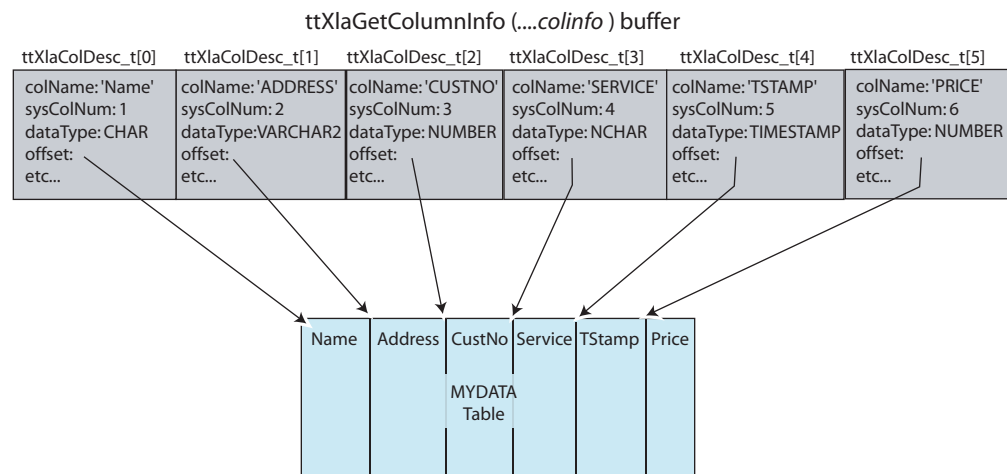 ttXlaGetColumnInfo (....colinfo ) buffer
ttXlaColDesc_t[0] ttXlaColDesc_t[1] ttXlaColDesc_t[2] ttXlaColDesc_t[3] ttXlaColDesc_t[4] ttXlaColDesc_t[5]
colName: 'Name'
sysColNum: 1
dataType: CHAR
offset:
etc...
colName: 'ADDRESS'
sysColNum: 2
dataType: VARCHAR2
offset:
etc...
colName: 'CUSTNO'
sysColNum: 3
dataType: NUMBER
offset:
etc...
colName: 'SERVICE'
sysColNum: 4
dataType: NCHAR
offset:
etc...
colName: 'TSTAMP'
sysColNum: 5
dataType: TIMESTAMP
offset:
etc...
colName: 'PRICE'
sysColNum: 6
dataType: NUMBER
offset:
etc...
Name Address CustNo Service TStamp Price
MYDATA
Table